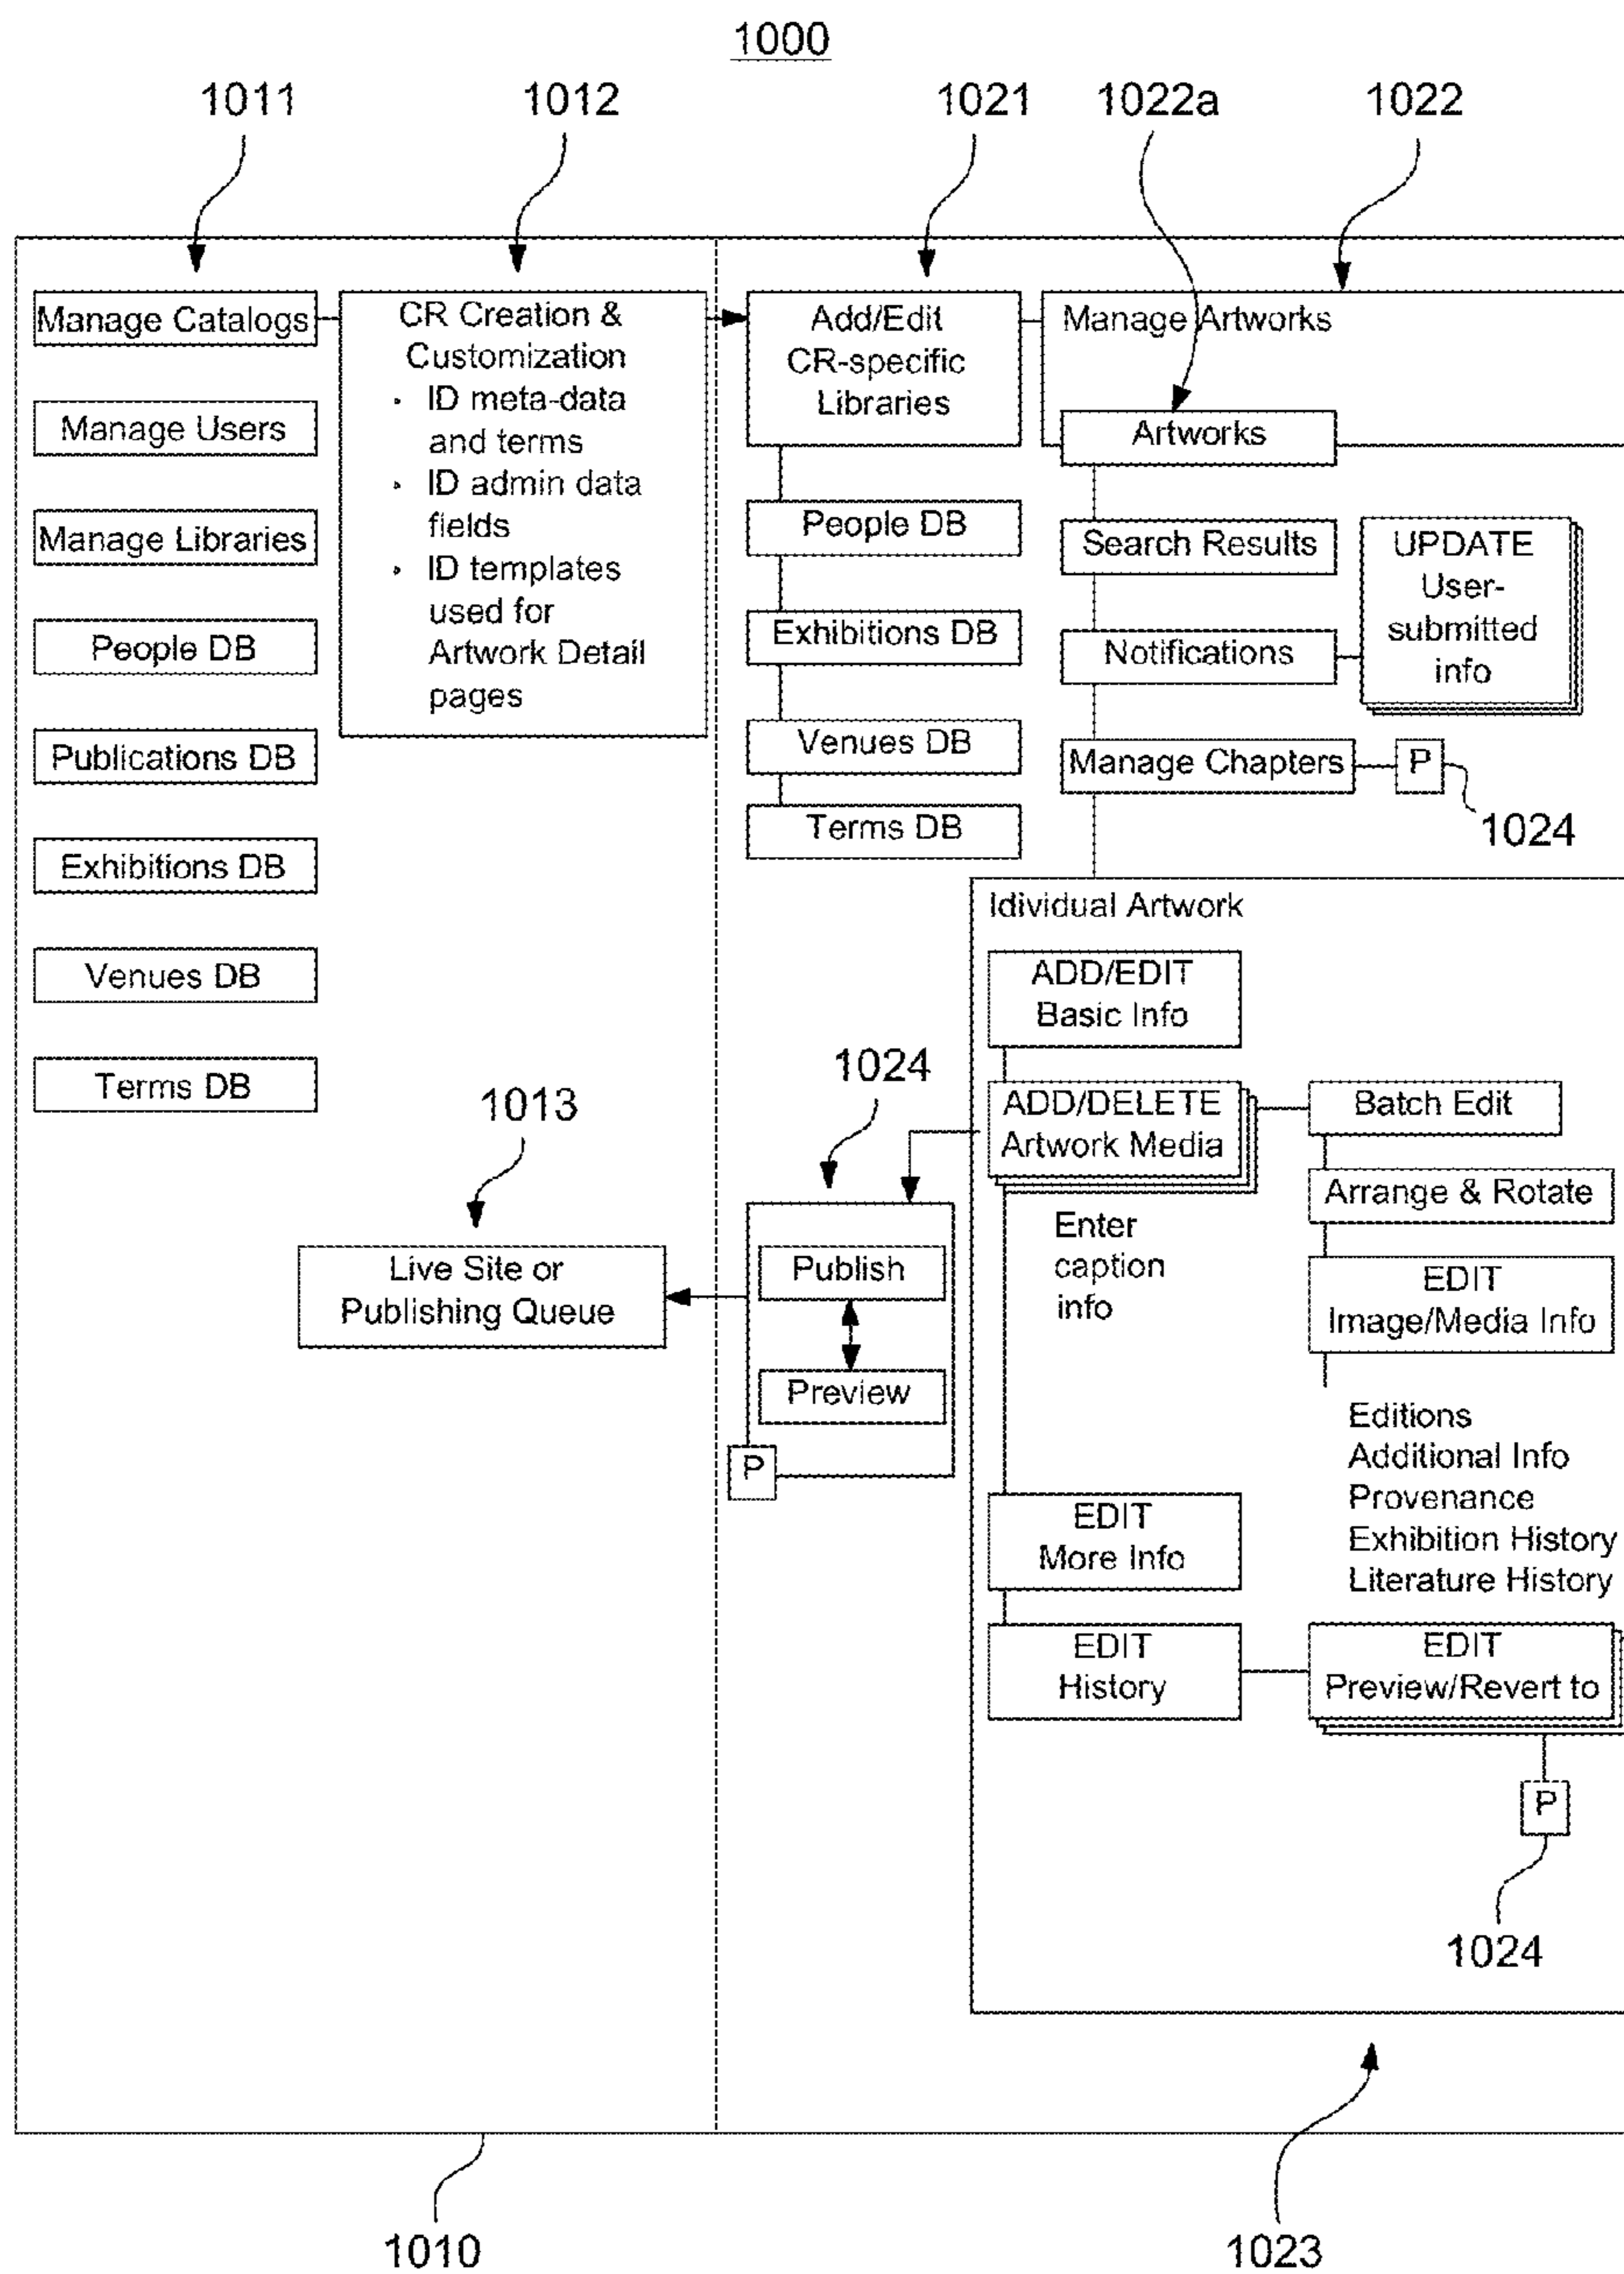 1000
1011
1012
1021
1022a
1022
Manage Catalogs
Manage Users
Manage Libraries
People DB
Publications DB
Exhibitions DB
Venues DB
Terms DB
CR Creation &
Customization
· ID meta-data
and terms
· ID admin data
fields
· ID templates
used for
Artwork Detail
pages
Add/Edit
CR-specific
Libraries
People DB
Exhibitions DB
Venues DB
Terms DB
Manage Artworks
Artworks
Search Results
Notifications
UPDATE
User-
submitted
info
Manage Chapters
P
1024
Idividual Artwork
ADD/EDIT
Basic Info
ADD/DELETE
Artwork Media
Enter
caption
info
Batch Edit
Arrange & Rotate
EDIT
Image/Media Info
Editions
Additional Info
Provenance
Exhibition History
Literature History
EDIT
More Info
EDIT
History
EDIT
Preview/Revert to
P
1024
1024
Publish
Preview
P
1013
Live Site or
Publishing Queue
1010
1023